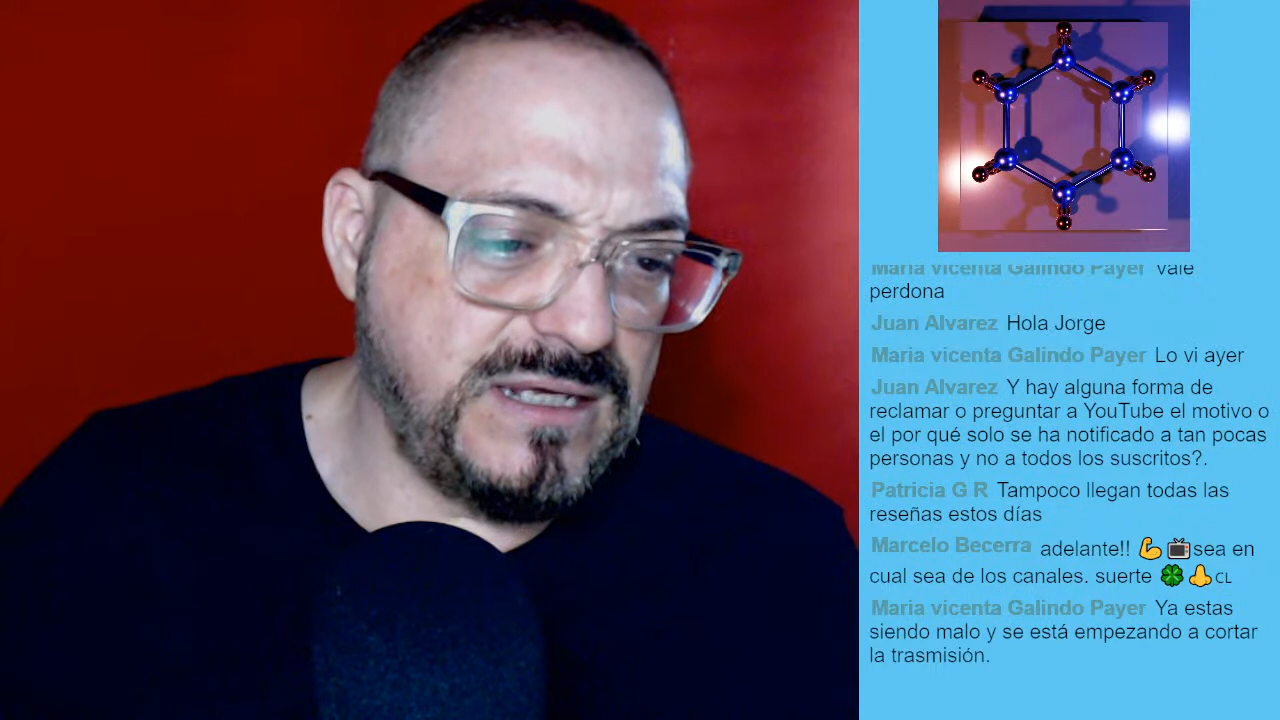 Maria vicenta Galindo Payer vale
perdona
Juan Alvarez Hola Jorge
Maria vicenta Galindo Payer Lo vi ayer
Juan Alvarez Y hay alguna forma de
reclamar o preguntar a YouTube el motivo o
el por qué solo se ha notificado a tan pocas
personas y no a todos los suscritos?.
Patricia G R Tampoco llegan todas las
reseñas estos días
Marcelo Becerra adelante!! 💪📺sea en
cual sea de los canales. suerte 🍀👃CL
Maria vicenta Galindo Payer Ya estas
siendo malo y se está empezando a cortar
la trasmisión.